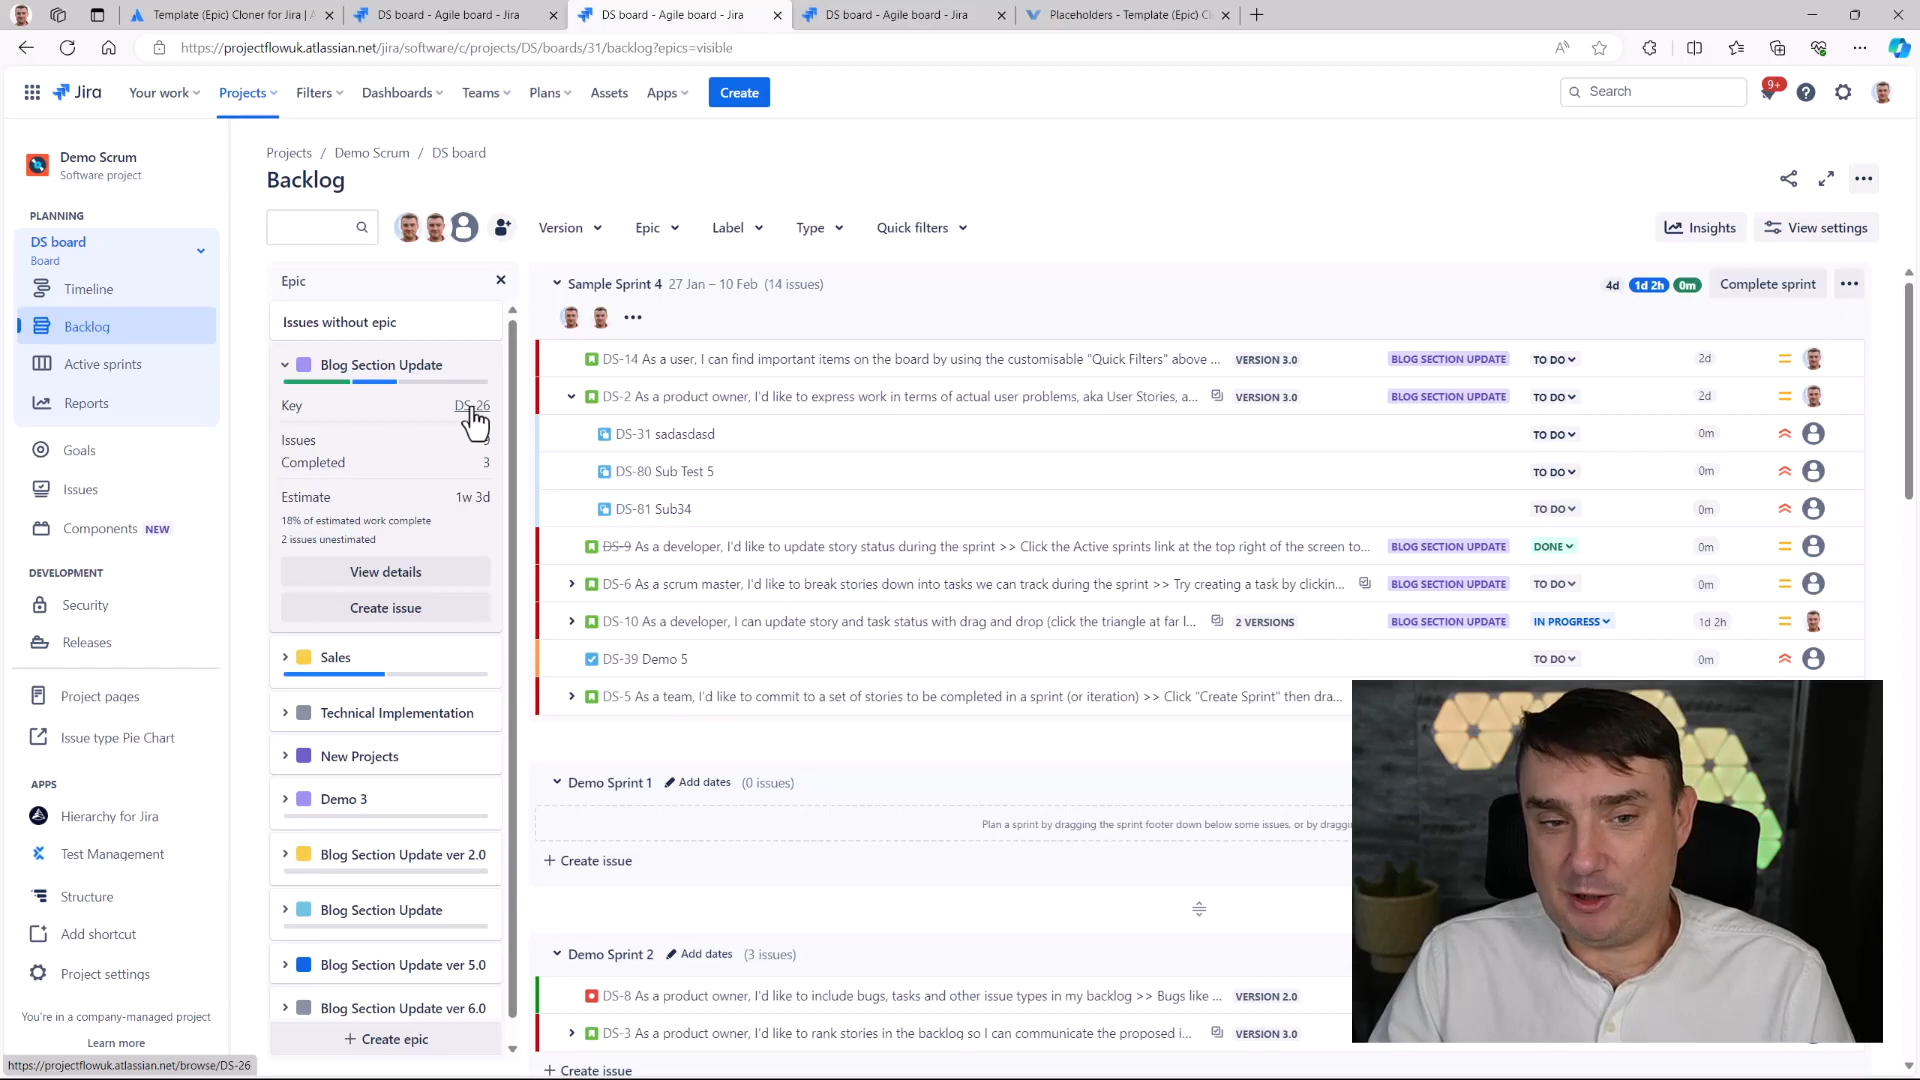 Template (Epic) Cloner for Jira | A
DS board - Agile board - Jira
DS board - Agile board - Jira
DS board - Agile board - Jira
Placeholders - Template (Epic) Cl
https://projectflowuk.atlassian.net/jira/software/c/projects/DS/boards/31/backlog?epics=visible
Jira
Your work
Projects
Filters
Dashboards
Teams
Plans
Assets
Apps
Create
Search
9+
Demo Scrum
Software project
PLANNING
DS board
Board
Timeline
Backlog
Active sprints
Reports
Goals
Issues
Components NEW
DEVELOPMENT
Security
Releases
Project pages
Issue type Pie Chart
APPS
Hierarchy for Jira
Test Management
Structure
Add shortcut
Project settings
You're in a company-managed project
Learn more
https://projectflowuk.atlassian.net/browse/DS-26
Projects / Demo Scrum / DS board
Backlog
Version
Epic
Label
Type
Quick filters
Insights
View settings
Epic
Issues without epic
Blog Section Update
Key DS-26
Issues 9
Completed 3
Estimate 1w 3d
18% of estimated work complete
2 issues unestimated
View details
Create issue
Sales
Technical Implementation
New Projects
Demo 3
Blog Section Update ver 2.0
Blog Section Update
Blog Section Update ver 5.0
Blog Section Update ver 6.0
+ Create epic
Sample Sprint 4 27 Jan – 10 Feb (14 issues) 4d 1d 2h 0m Complete sprint
DS-14 As a user, I can find important items on the board by using the customisable "Quick Filters" above ... VERSION 3.0 BLOG SECTION UPDATE TO DO 2d
DS-2 As a product owner, I'd like to express work in terms of actual user problems, aka User Stories, a... VERSION 3.0 BLOG SECTION UPDATE TO DO 2d
DS-31 sadasdasd TO DO 0m
DS-80 Sub Test 5 TO DO 0m
DS-81 Sub34 TO DO 0m
DS-9 As a developer, I'd like to update story status during the sprint >> Click the Active sprints link at the top right of the screen to... BLOG SECTION UPDATE DONE 0m
DS-6 As a scrum master, I'd like to break stories down into tasks we can track during the sprint >> Try creating a task by clickin... BLOG SECTION UPDATE TO DO 0m
DS-10 As a developer, I can update story and task status with drag and drop (click the triangle at far l... 2 VERSIONS BLOG SECTION UPDATE IN PROGRESS 1d 2h
DS-39 Demo 5 TO DO 0m
DS-5 As a team, I'd like to commit to a set of stories to be completed in a sprint (or iteration) >> Click "Create Sprint" then dra...
Demo Sprint 1 Add dates (0 issues)
Plan a sprint by dragging the sprint footer down below some issues, or by draggi
+ Create issue
Demo Sprint 2 Add dates (3 issues)
DS-8 As a product owner, I'd like to include bugs, tasks and other issue types in my backlog >> Bugs like ... VERSION 2.0
DS-3 As a product owner, I'd like to rank stories in the backlog so I can communicate the proposed i... VERSION 3.0
+ Create issue